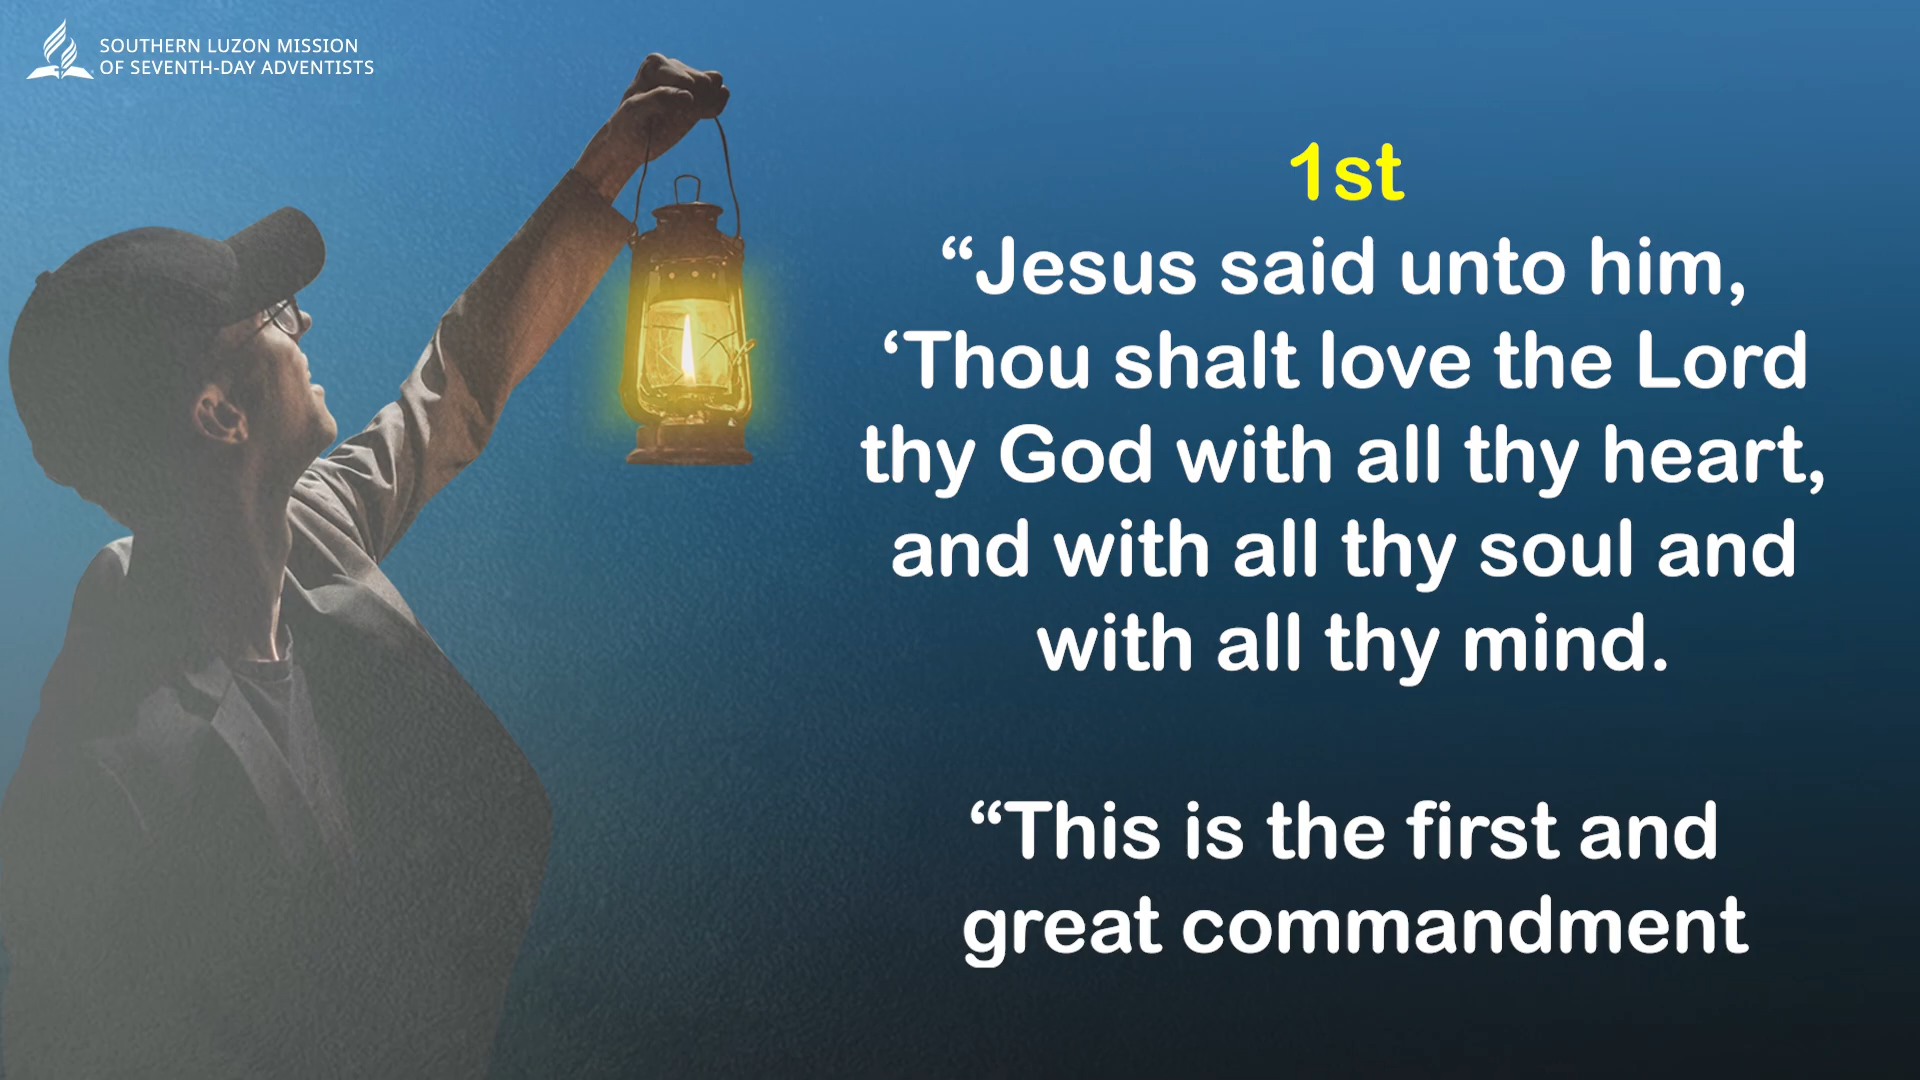 SOUTHERN LUZON MISSION
OF SEVENTH-DAY ADVENTISTS
1st
“Jesus said unto him,
‘Thou shalt love the Lord
thy God with all thy heart,
and with all thy soul and
with all thy mind.
“This is the first and
great commandment